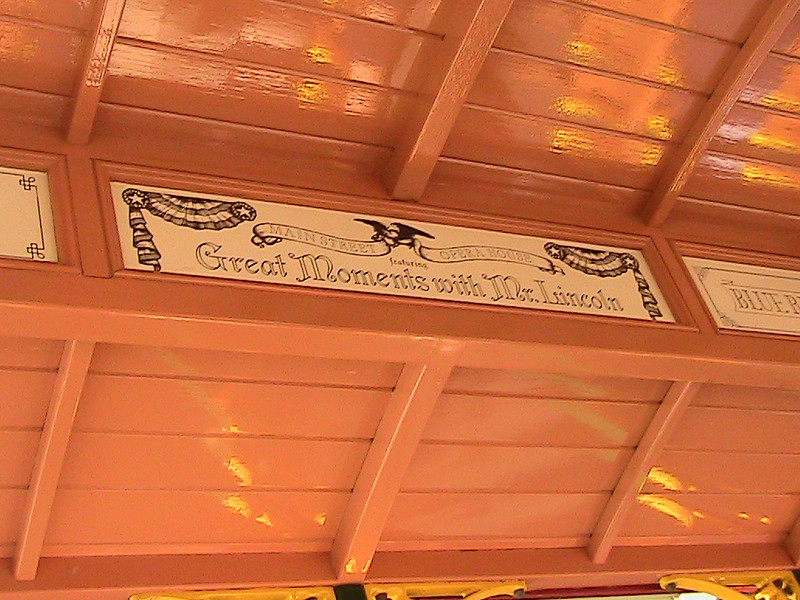 MAIN STREET OPERA HOUSE
featuring
Great Moments with Mr. Lincoln